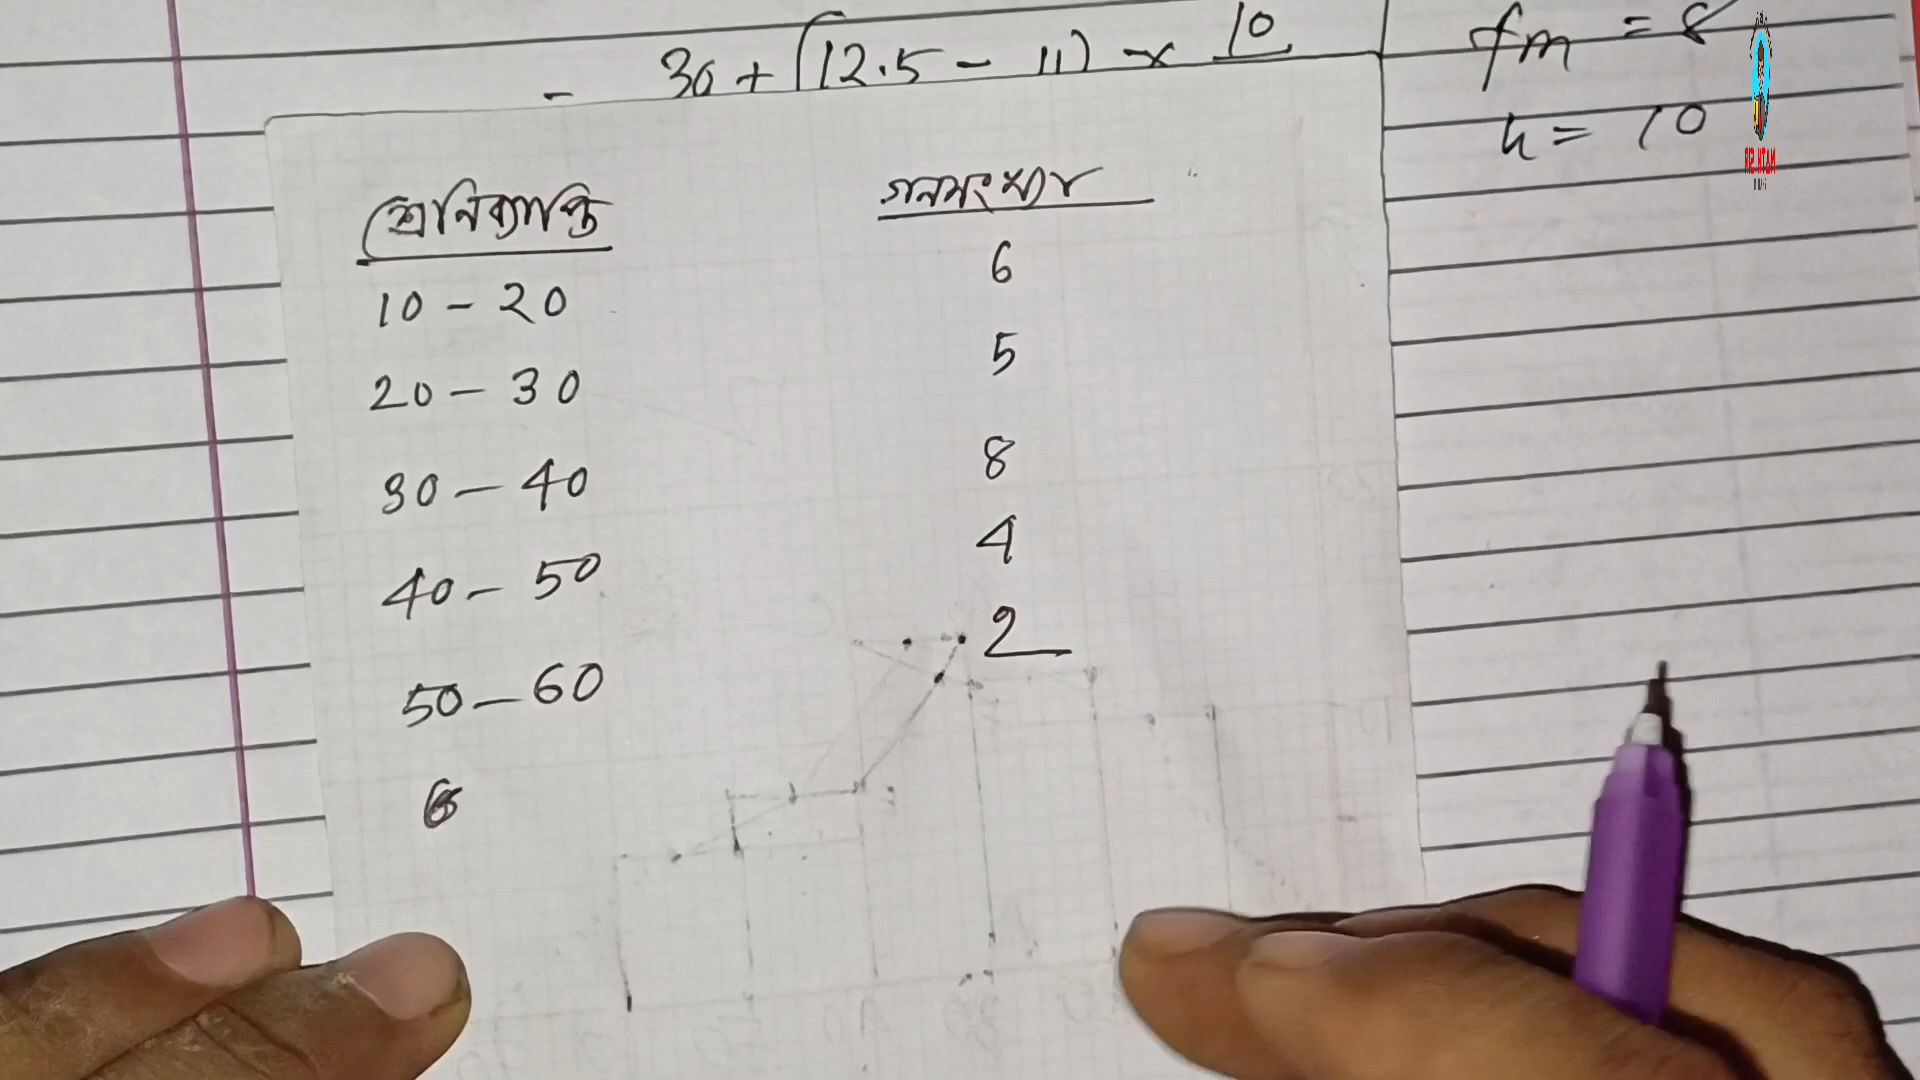 - 30 + (12.5 - 11) × 10
fm = 8
h = 10
শ্রেনিব্যাপ্তি গনসংখ্যা
10 - 20 6
20 - 30 5
30 - 40 8
40 - 50 4
50 - 60 2
6